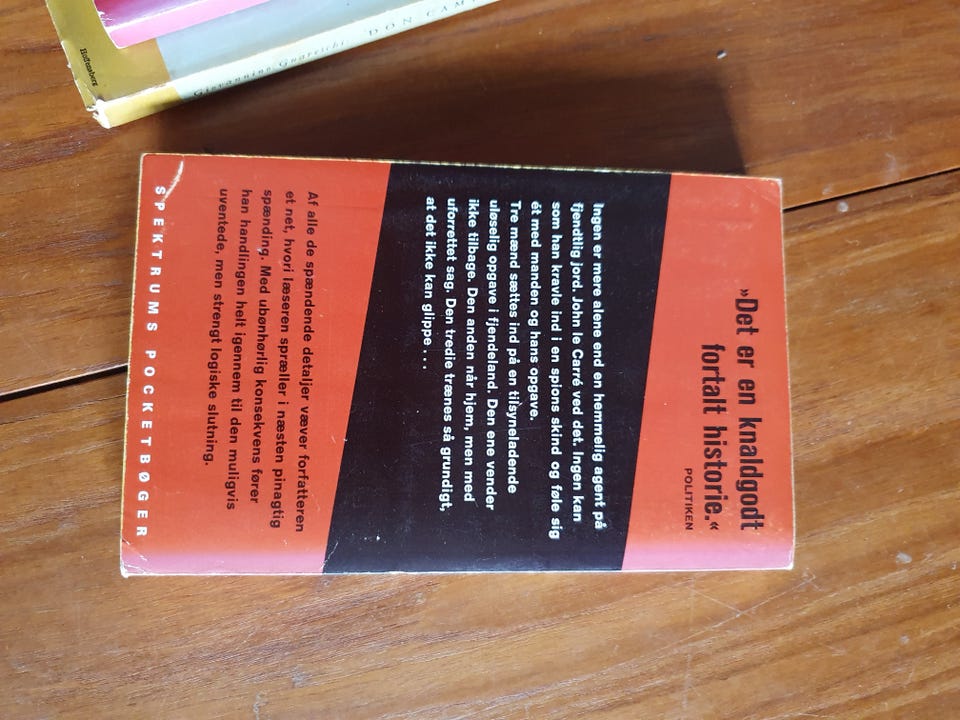 »Det er en knaldgodt
fortalt historie.«
POLITIKEN
Ingen er mere alene end en hemmelig agent på
fjendtlig jord. John le Carré ved det. Ingen kan
som han kravle ind i en spions skind og føle sig
ét med manden og hans opgave.
Tre mænd sættes ind på en tilsyneladende
uløselig opgave i fjendeland. Den ene vender
ikke tilbage. Den anden når hjem, men med
uforrettet sag. Den tredie trænes så grundigt,
at det ikke kan glippe . . .
Af alle de spændende detaljer væver forfatteren
et net, hvori læseren spræller i næsten pinagtig
spænding. Med ubønhørlig konsekvens fører
han handlingen helt igennem til den muligvis
uventede, men strengt logiske slutning.
SPEKTRUMS POCKETBØGER
Giovannino Guareschi: DON CAM